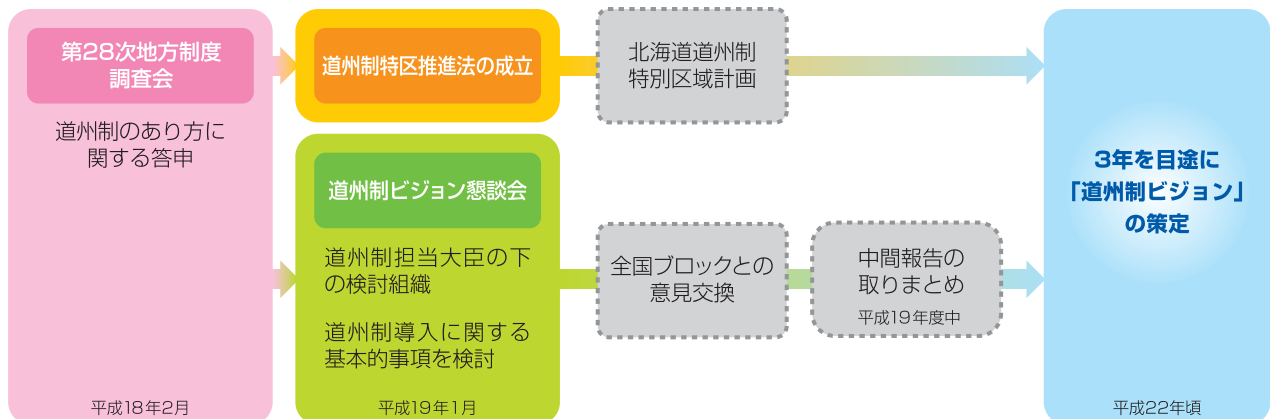 第28次地方制度
調査会
道州制のあり方に
関する答申
平成18年2月
道州制特区推進法の成立
北海道道州制
特別区域計画
道州制ビジョン懇談会
道州制担当大臣の下
の検討組織
道州制導入に関する
基本的事項を検討
平成19年1月
全国ブロックとの
意見交換
中間報告の
取りまとめ
平成19年度中
3年を目途に
「道州制ビジョン」
の策定
平成22年頃